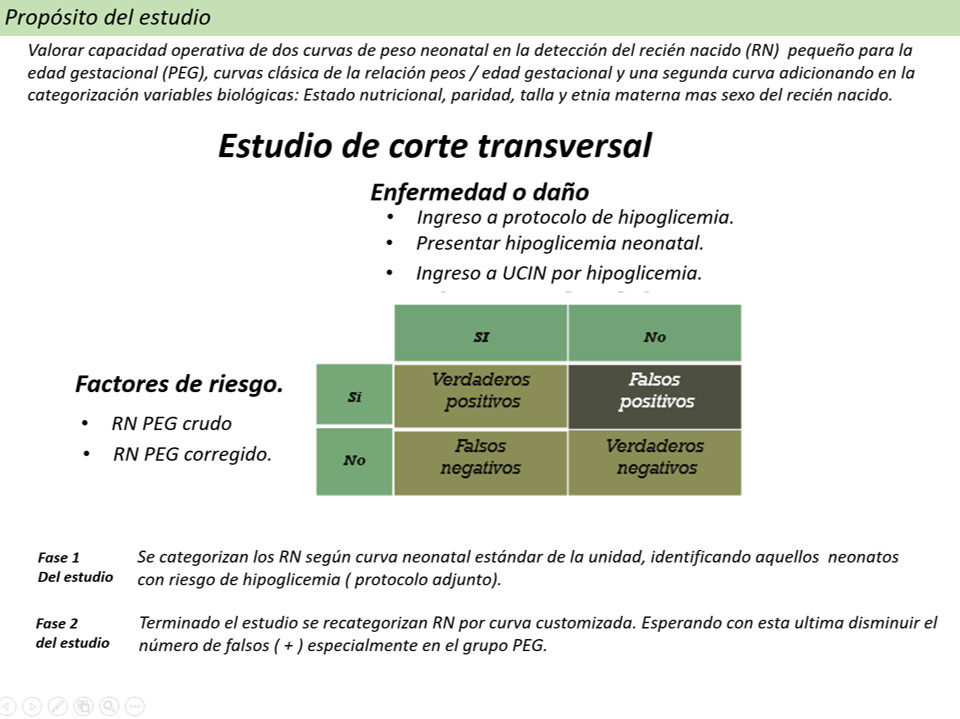 Propósito del estudio
Valorar capacidad operativa de dos curvas de peso neonatal en la detección del recién nacido (RN) pequeño para la
edad gestacional (PEG), curvas clásica de la relación peos / edad gestacional y una segunda curva adicionando en la
categorización variables biológicas: Estado nutricional, paridad, talla y etnia materna mas sexo del recién nacido.
Estudio de corte transversal
Enfermedad o daño
• Ingreso a protocolo de hipoglicemia.
• Presentar hipoglicemia neonatal.
• Ingreso a UCIN por hipoglicemia.
SI No
Factores de riesgo.
• RN PEG crudo
• RN PEG corregido.
Si
Verdaderos
positivos
Falsos
positivos
No
Falsos
negativos
Verdaderos
negativos
Fase 1
Del estudio
Se categorizan los RN según curva neonatal estándar de la unidad, identificando aquellos neonatos
con riesgo de hipoglicemia ( protocolo adjunto).
Fase 2
del estudio
Terminado el estudio se recategorizan RN por curva customizada. Esperando con esta ultima disminuir el
número de falsos ( + ) especialmente en el grupo PEG.